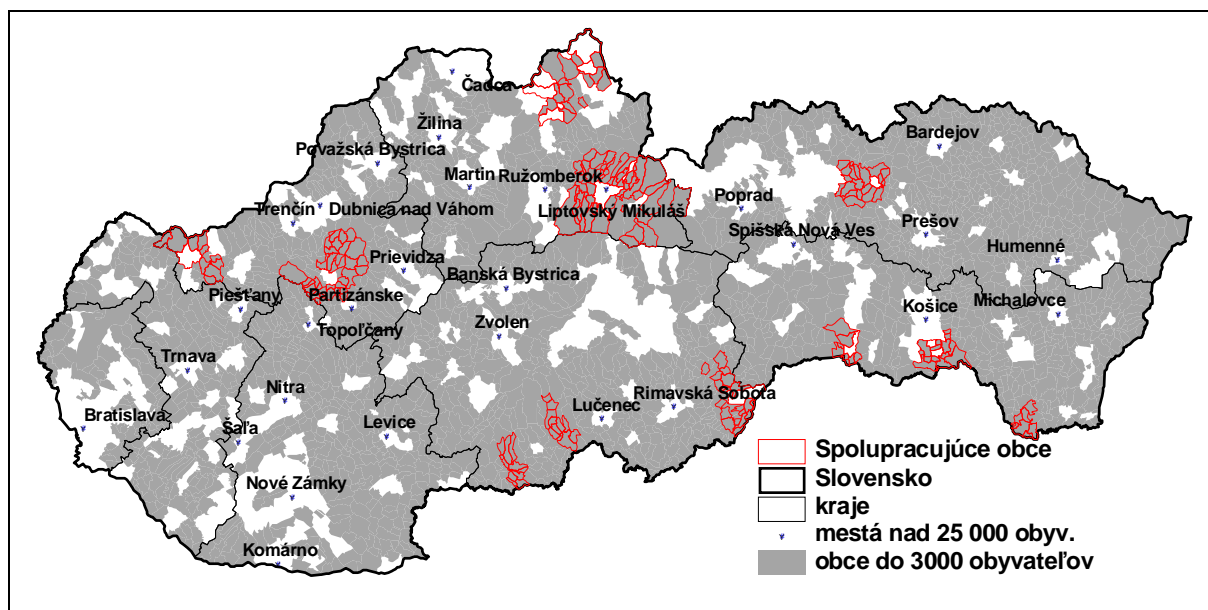 Čadca
Žilina
Bardejov
Považská Bystrica
Martin Ružomberok
Poprad
Trenčín Dubnica nad Váhom
Liptovský Mikuláš
Prešov
Spišská Nová Ves
Prievidza
Humenné
Banská Bystrica
Piešťany
Partizánske
Košice
Michalovce
Topoľčany
Zvolen
Trnava
Nitra
Rimavská Sobota
Bratislava
Lučenec
Šaľa
Levice
Nové Zámky
Komárno
Spolupracujúce obce
Slovensko
kraje
mestá nad 25 000 obyv.
obce do 3000 obyvateľov